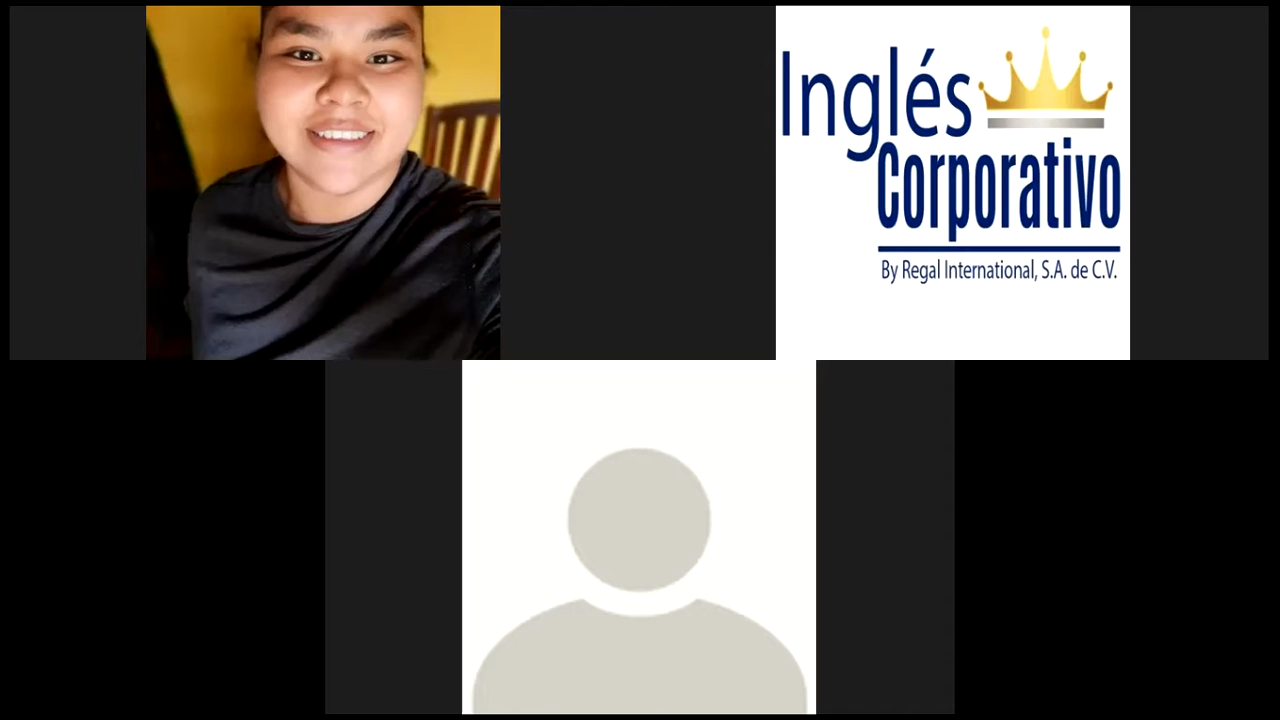 Inglés
Corporativo
By Regal International, S.A. de C.V.